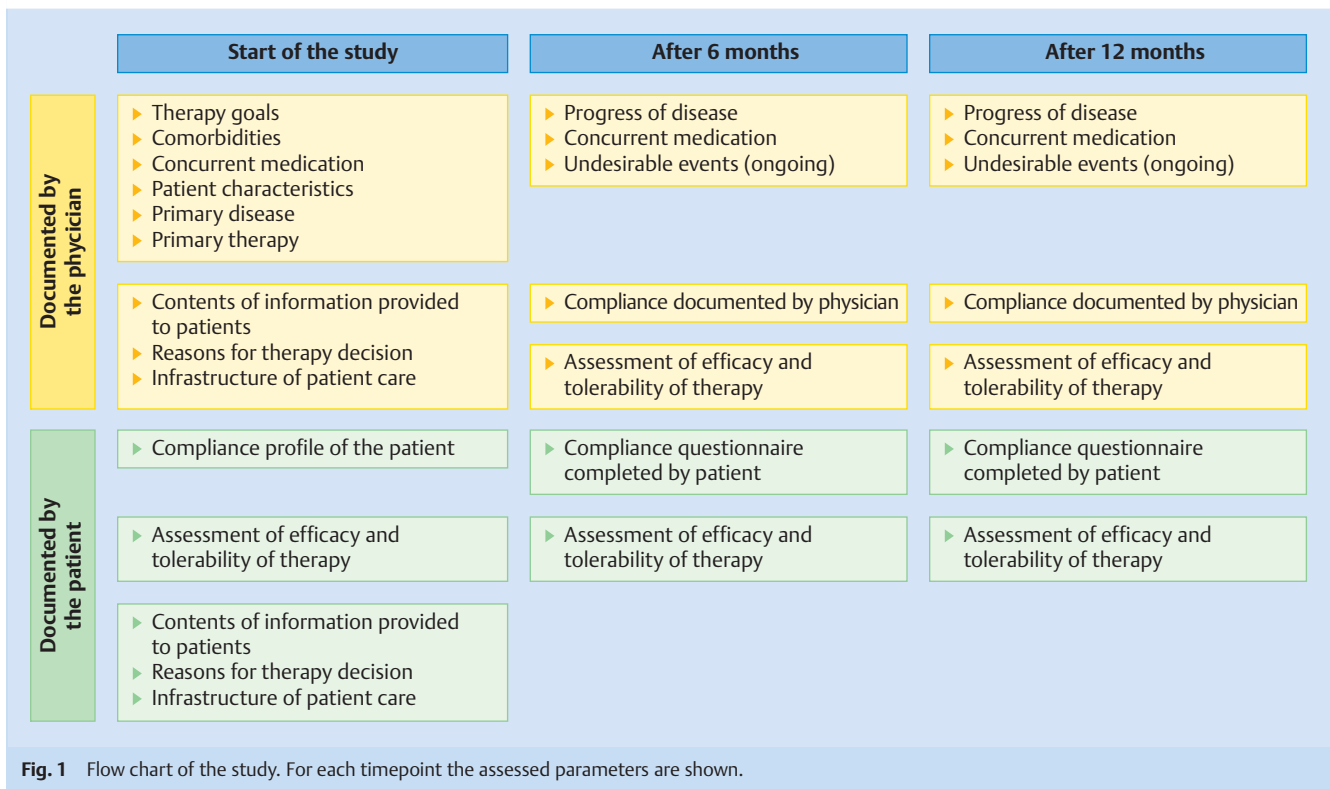 Start of the study
After 6 months
After 12 months
Documented by
the phycician
Therapy goals
Comorbidities
Concurrent medication
Patient characteristics
Primary disease
Primary therapy
Progress of disease
Concurrent medication
Undesirable events (ongoing)
Progress of disease
Concurrent medication
Undesirable events (ongoing)
Contents of information provided
to patients
Reasons for therapy decision
Infrastructure of patient care
Compliance documented by physician
Compliance documented by physician
Assessment of efficacy and
tolerability of therapy
Assessment of efficacy and
tolerability of therapy
Documented by
the patient
Compliance profile of the patient
Compliance questionnaire
completed by patient
Compliance questionnaire
completed by patient
Assessment of efficacy and
tolerability of therapy
Assessment of efficacy and
tolerability of therapy
Assessment of efficacy and
tolerability of therapy
Contents of information provided
to patients
Reasons for therapy decision
Infrastructure of patient care
Fig. 1 Flow chart of the study. For each timepoint the assessed parameters are shown.